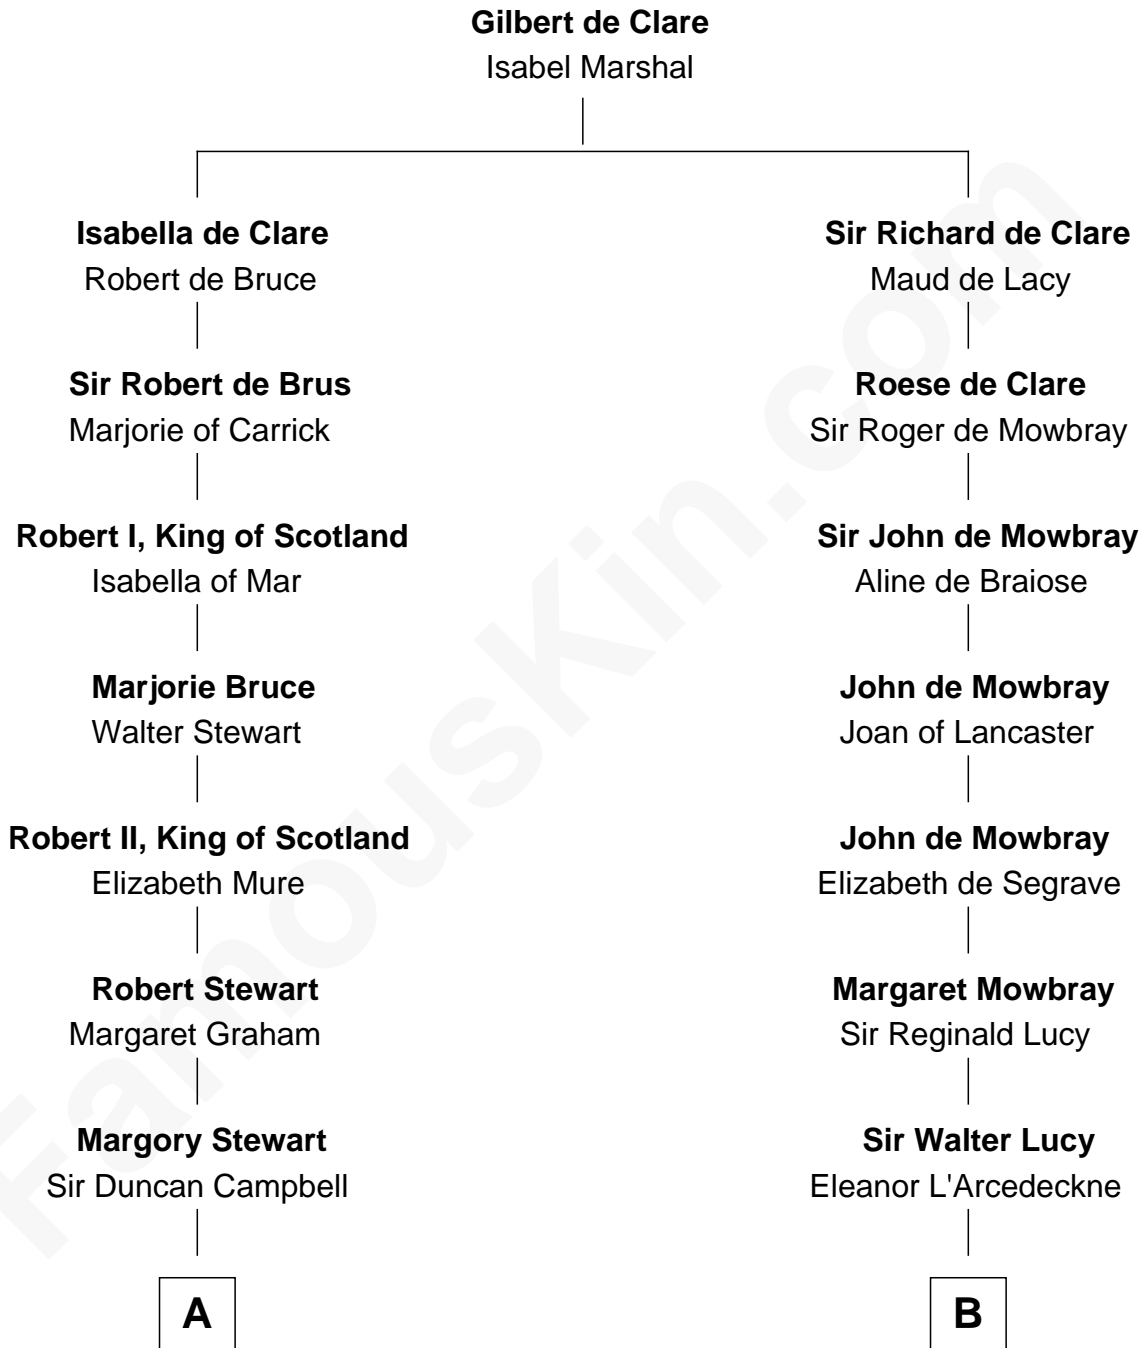 Gilbert de Clare
Isabel Marshal
Isabella de Clare
Robert de Bruce
Sir Richard de Clare
Maud de Lacy
Sir Robert de Brus
Marjorie of Carrick
Roese de Clare
Sir Roger de Mowbray
Robert I, King of Scotland
Isabella of Mar
Sir John de Mowbray
Aline de Braiose
Marjorie Bruce
Walter Stewart
John de Mowbray
Joan of Lancaster
Robert II, King of Scotland
Elizabeth Mure
John de Mowbray
Elizabeth de Segrave
Robert Stewart
Margaret Graham
Margaret Mowbray
Sir Reginald Lucy
Margory Stewart
Sir Duncan Campbell
Sir Walter Lucy
Eleanor L'Arcedeckne
A
B
FamousKin.com